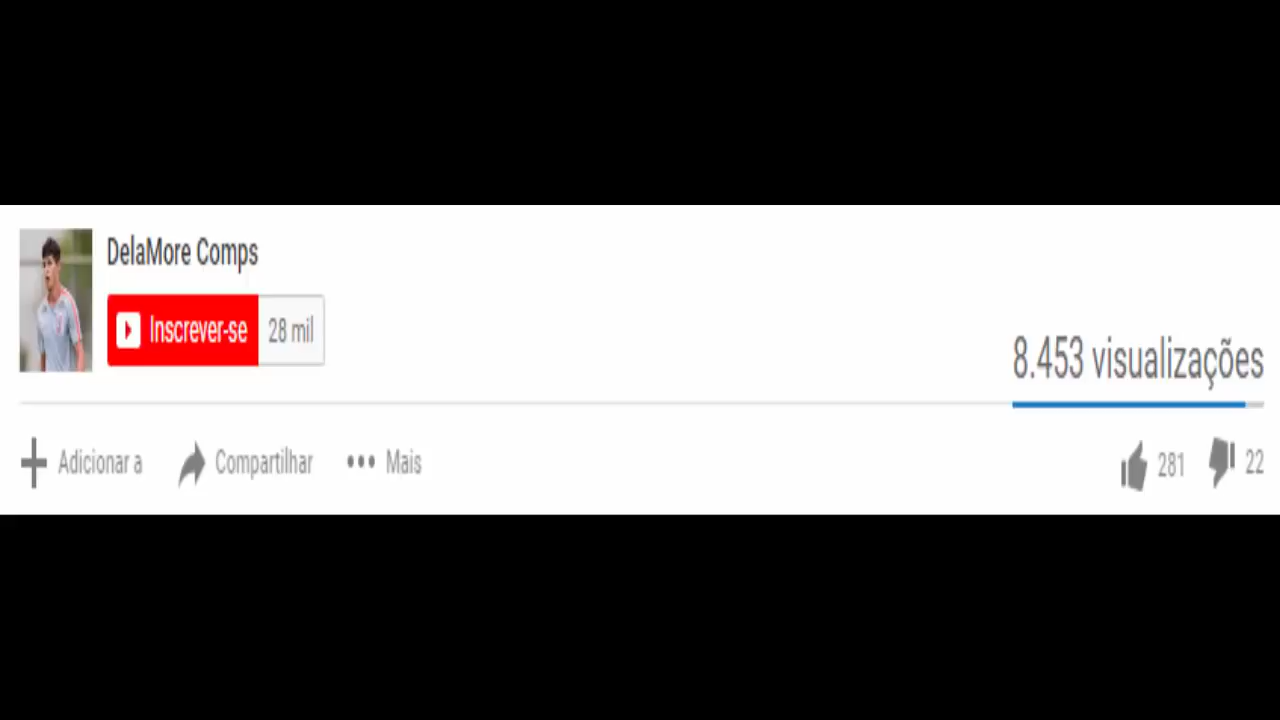 DelaMore Comps
Inscrever-se 28 mil
8.453 visualizações
Adicionar a Compartilhar Mais 281 22